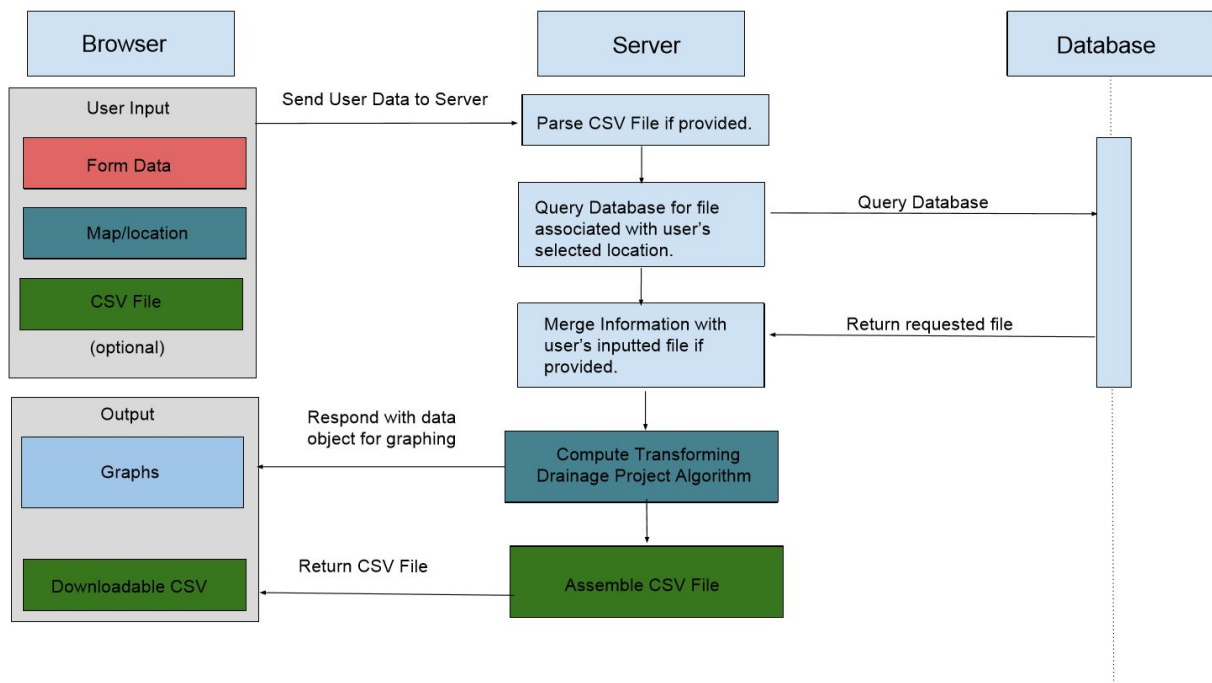 Browser
Server
Database
User Input
Form Data
Map/location
CSV File
(optional)
Send User Data to Server
Parse CSV File if provided.
Query Database for file
associated with user's
selected location.
Query Database
Merge Information with
user's inputted file if
provided.
Return requested file
Output
Graphs
Downloadable CSV
Respond with data
object for graphing
Compute Transforming
Drainage Project Algorithm
Return CSV File
Assemble CSV File